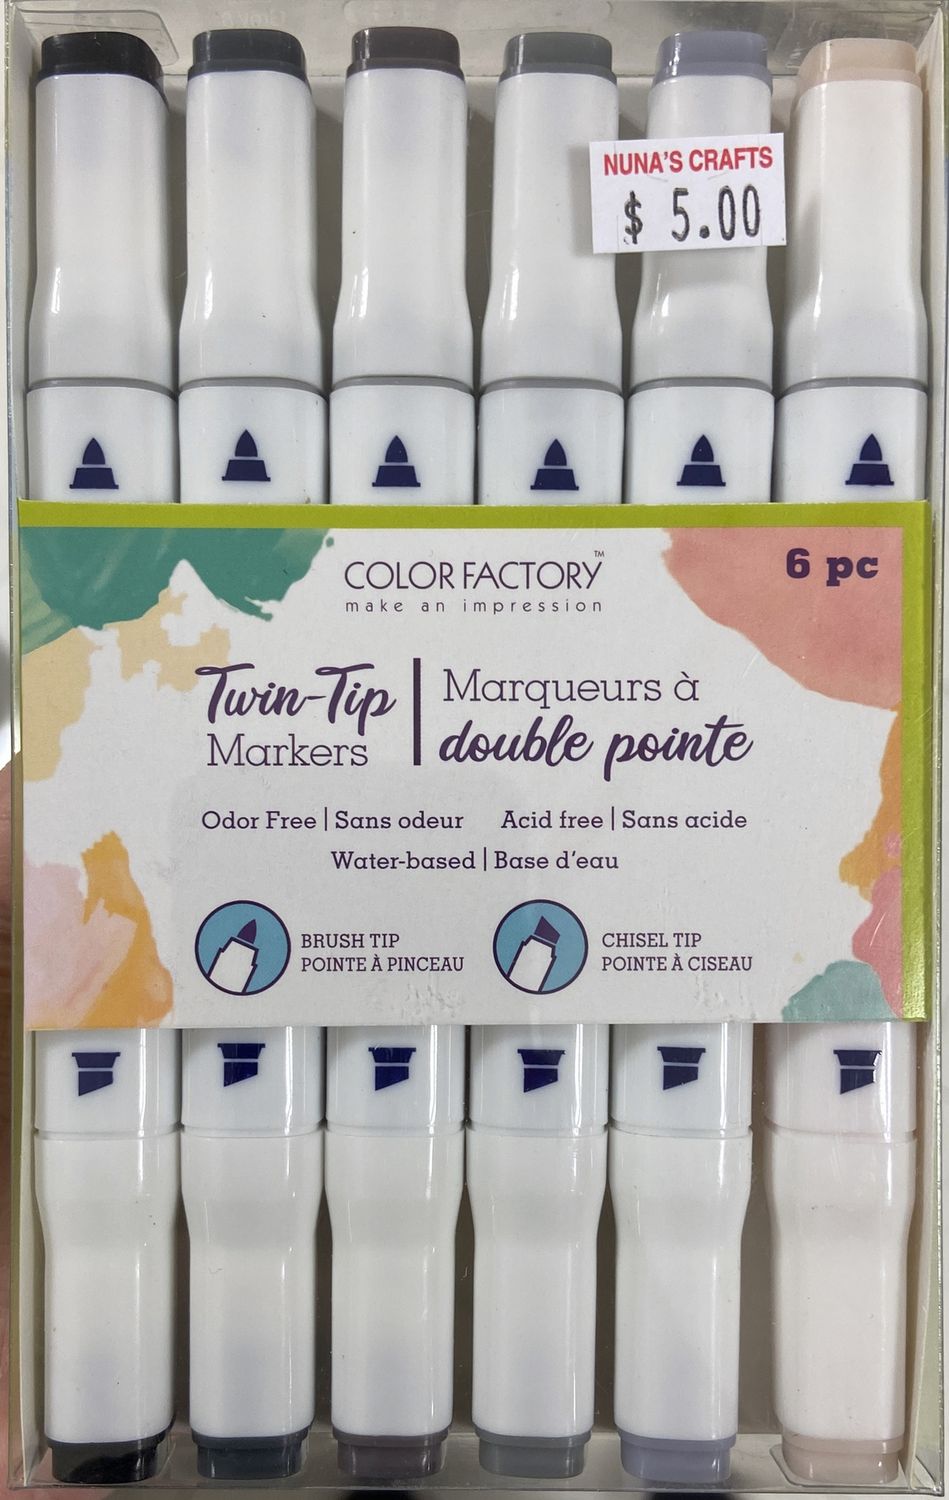 NUNA'S CRAFTS
$ 5.00
COLOR FACTORY™
make an impression
6 pc
Twin-Tip
Markers
Marqueurs à
double pointe
Odor Free | Sans odeur Acid free | Sans acide
Water-based | Base d'eau
BRUSH TIP
POINTE À PINCEAU
CHISEL TIP
POINTE À CISEAU